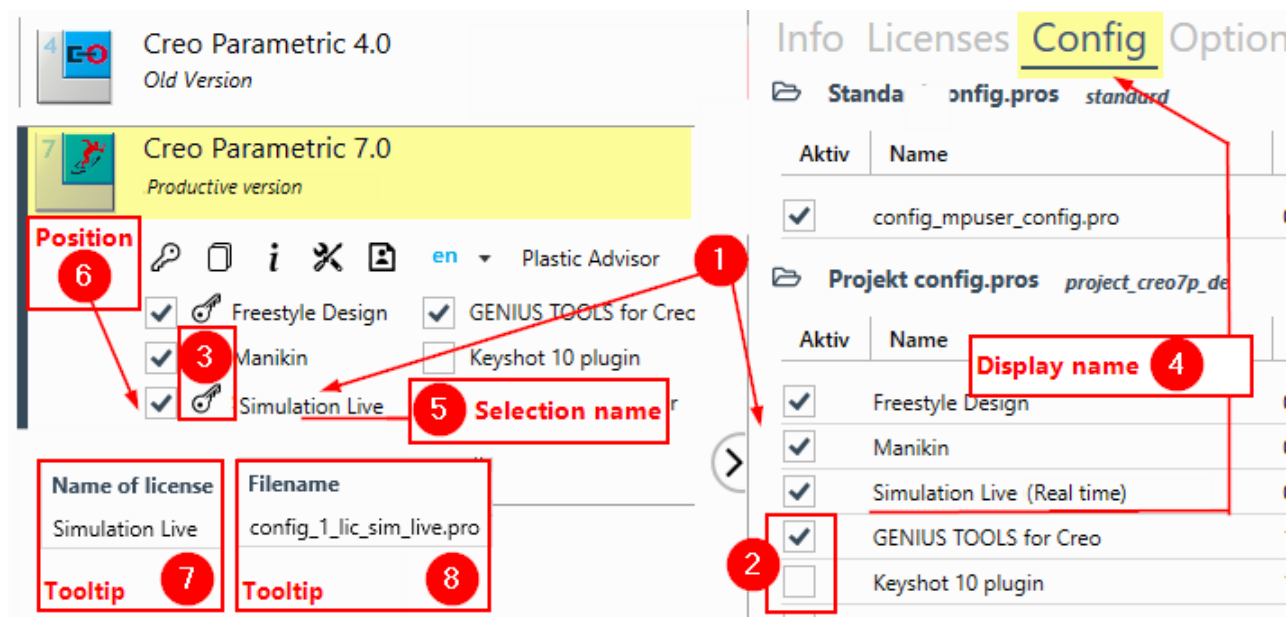 4
Creo Parametric 4.0
Old Version
7
Creo Parametric 7.0
Productive version
Position
6
i
en
Plastic Advisor
1
Freestyle Design
GENIUS TOOLS for Creo
3
Manikin
Keyshot 10 plugin
Simulation Live
5
Selection name
r
Name of license
Simulation Live
Tooltip
7
Filename
config_1_lic_sim_live.pro
Tooltip
8
Info Licenses Config Option
Standa onfig.pros standard
Aktiv Name
config_mpuser_config.pro
Projekt config.pros project_creo7p_de
Aktiv Name
Display name
4
Freestyle Design
Manikin
Simulation Live (Real time)
2
GENIUS TOOLS for Creo
Keyshot 10 plugin